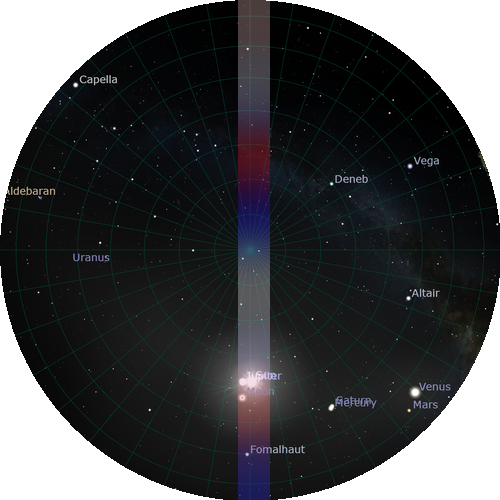 Capella
Vega
Deneb
Aldebaran
Uranus
Altair
Venus
Saturn
Mercury
Mars
Fomalhaut